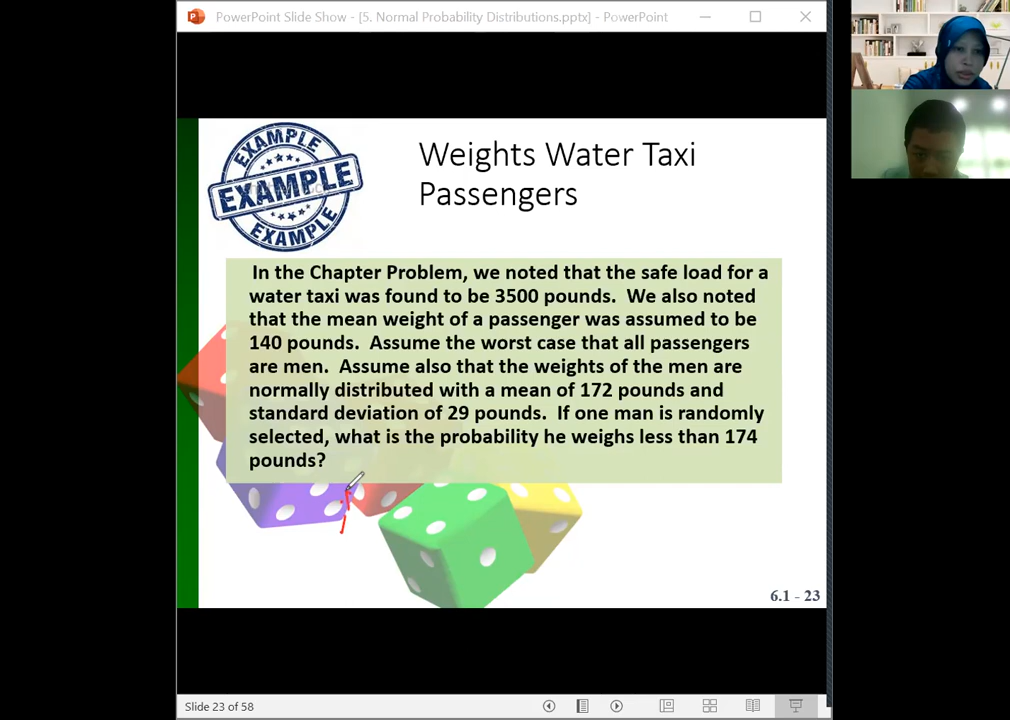 PowerPoint Slide Show - [5. Normal Probability Distributions.pptx] - PowerPoint
EXAMPLE
EXAMPLE
EXAMPLE
Weights Water Taxi
Passengers
In the Chapter Problem, we noted that the safe load for a
water taxi was found to be 3500 pounds. We also noted
that the mean weight of a passenger was assumed to be
140 pounds. Assume the worst case that all passengers
are men. Assume also that the weights of the men are
normally distributed with a mean of 172 pounds and
standard deviation of 29 pounds. If one man is randomly
selected, what is the probability he weighs less than 174
pounds?
6.1 - 23
Slide 23 of 58